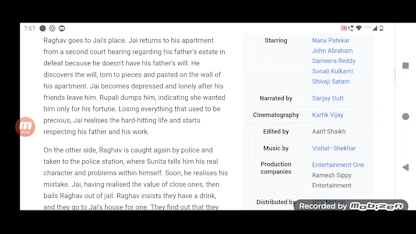 7:57
Raghav goes to Jai's place. Jai returns to his apartment
from a second court hearing regarding his father's estate in
defeat because he doesn't have his father's will. He
discovers the will, torn to pieces and pasted on the wall of
his apartment. Jai becomes depressed and lonely after his
friends leave him. Rupali dumps him, indicating she wanted
him only for his fortune. Losing everything that used to be
precious, Jai realises the hard-hitting life and starts
respecting his father and his work.
On the other side, Raghav is caught again by police and
taken to the police station, where Sunita tells him his real
character and problems within himself. Soon, he realises his
mistake. Jai, having realised the value of close ones, then
bails Raghav out of jail. Raghav insists they have a drink,
and they go to Jai's house for one. They find out that they
Starring
Nana Patekar
John Abraham
Sameera Reddy
Sonali Kulkarni
Shivaji Satam
Narrated by
Sanjay Dutt
Cinematography
Kartik Vijay
Edited by
Aarif Shaikh
Music by
Vishal–Shekhar
Production
companies
Entertainment One
Ramesh Sippy
Entertainment
Distributed by
Recorded by MOBIZEN